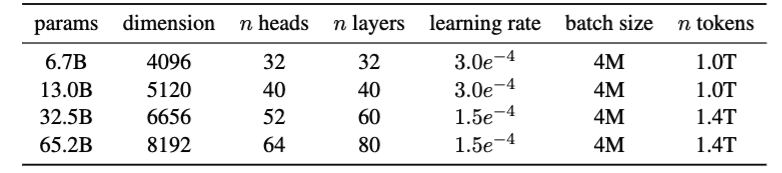 params dimension n heads n layers learning rate batch size n tokens
6.7B 4096 32 32 3.0e⁻⁴ 4M 1.0T
13.0B 5120 40 40 3.0e⁻⁴ 4M 1.0T
32.5B 6656 52 60 1.5e⁻⁴ 4M 1.4T
65.2B 8192 64 80 1.5e⁻⁴ 4M 1.4T